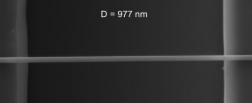 D = 977 nm